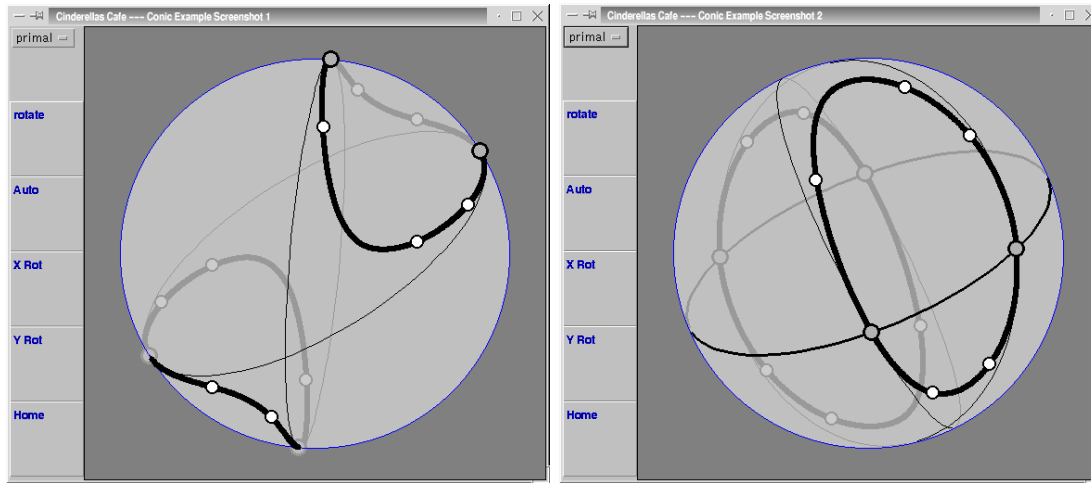 Cinderellas Cafe --- Conic Example Screenshot 1
primal
rotate
Auto
X Rot
Y Rot
Home
Cinderellas Cafe --- Conic Example Screenshot 2
primal
rotate
Auto
X Rot
Y Rot
Home